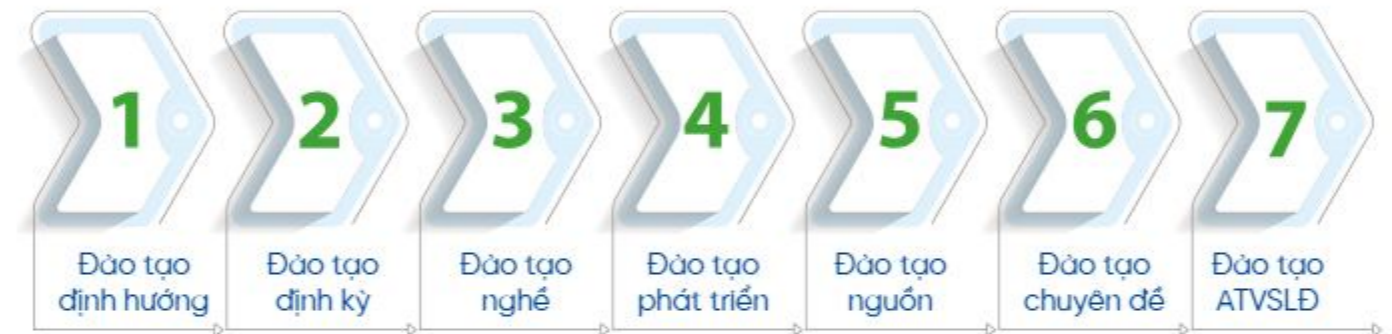 1
2
3
4
5
6
7
Đào tạo
định hướng
Đào tạo
định kỳ
Đào tạo
nghề
Đào tạo
phát triển
Đào tạo
nguồn
Đào tạo
chuyên đề
Đào tạo
ATVSLĐ